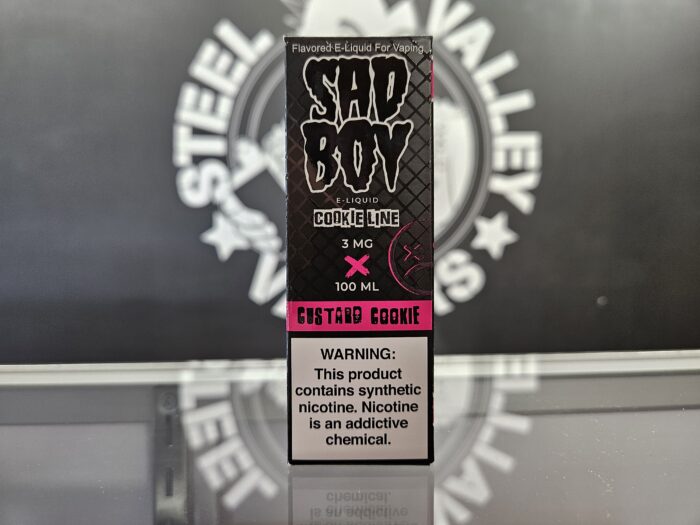 STEEL VALLEY
Flavored E-Liquid For Vaping
SAD
BOY
E-LIQUID
COOKIE LINE
3 MG
X
100 ML
CUSTARD COOKIE
WARNING:
This product
contains synthetic
nicotine. Nicotine
is an addictive
chemical.